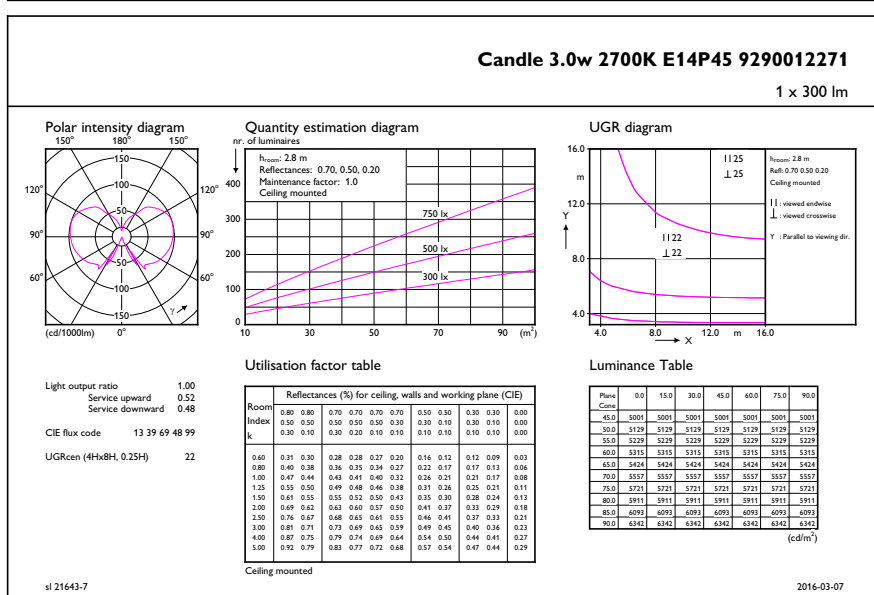 Candle 3.0w 2700K E14P45 9290012271
1 x 300 lm
Polar intensity diagram
150° 180° 150°
120° 120°
90° 90°
60° 60°
150
100
50
50
100
150
γ
(cd/1000lm) 0°
Quantity estimation diagram
nr. of luminaires
hroom: 2.8 m
Reflectances: 0.70, 0.50, 0.20
Maintenance factor: 1.0
Ceiling mounted
400
300
200
100
0
750 lx
500 lx
300 lx
10 30 50 70 90 (m²)
UGR diagram
16.0
m
12.0
Y
8.0
4.0
II 25
⊥ 25
II 22
⊥ 22
4.0 8.0 12.0 m 16.0
X
hroom: 2.8 m
Refl: 0.70 0.50 0.20
Ceiling mounted
II : viewed endwise
⊥ : viewed crosswise
Y : Parallel to viewing dir.
Light output ratio 1.00
Service upward 0.52
Service downward 0.48
CIE flux code 13 39 69 48 99
UGRcen (4Hx8H, 0.25H) 22
Utilisation factor table
Room Index k
Reflectances (%) for ceiling, walls and working plane (CIE)
0.80 0.80 0.70 0.70 0.70 0.70 0.50 0.50 0.30 0.30 0.00
0.50 0.50 0.50 0.50 0.50 0.30 0.30 0.10 0.30 0.10 0.00
0.30 0.10 0.30 0.20 0.10 0.10 0.10 0.10 0.10 0.10 0.00
0.60 0.31 0.30 0.28 0.28 0.27 0.20 0.16 0.12 0.12 0.09 0.03
0.80 0.40 0.38 0.36 0.35 0.34 0.27 0.22 0.17 0.17 0.13 0.06
1.00 0.47 0.44 0.43 0.41 0.40 0.32 0.26 0.21 0.21 0.17 0.08
1.25 0.55 0.50 0.49 0.48 0.46 0.38 0.31 0.26 0.25 0.21 0.11
1.50 0.61 0.55 0.55 0.52 0.50 0.43 0.35 0.30 0.28 0.24 0.13
2.00 0.69 0.62 0.63 0.60 0.57 0.50 0.41 0.37 0.33 0.29 0.18
2.50 0.76 0.67 0.68 0.65 0.61 0.55 0.46 0.41 0.37 0.33 0.21
3.00 0.81 0.71 0.73 0.69 0.65 0.59 0.49 0.45 0.40 0.36 0.23
4.00 0.87 0.75 0.79 0.74 0.69 0.64 0.54 0.50 0.44 0.41 0.27
5.00 0.92 0.79 0.83 0.77 0.72 0.68 0.57 0.54 0.47 0.44 0.29
Ceiling mounted
Luminance Table
Plane 0.0 15.0 30.0 45.0 60.0 75.0 90.0
Cone
45.0 5001 5001 5001 5001 5001 5001 5001
50.0 5129 5129 5129 5129 5129 5129 5129
55.0 5229 5229 5229 5229 5229 5229 5229
60.0 5315 5315 5315 5315 5315 5315 5315
65.0 5424 5424 5424 5424 5424 5424 5424
70.0 5557 5557 5557 5557 5557 5557 5557
75.0 5721 5721 5721 5721 5721 5721 5721
80.0 5911 5911 5911 5911 5911 5911 5911
85.0 6093 6093 6093 6093 6093 6093 6093
90.0 6342 6342 6342 6342 6342 6342 6342
(cd/m²)
sl 21643-7
2016-03-07